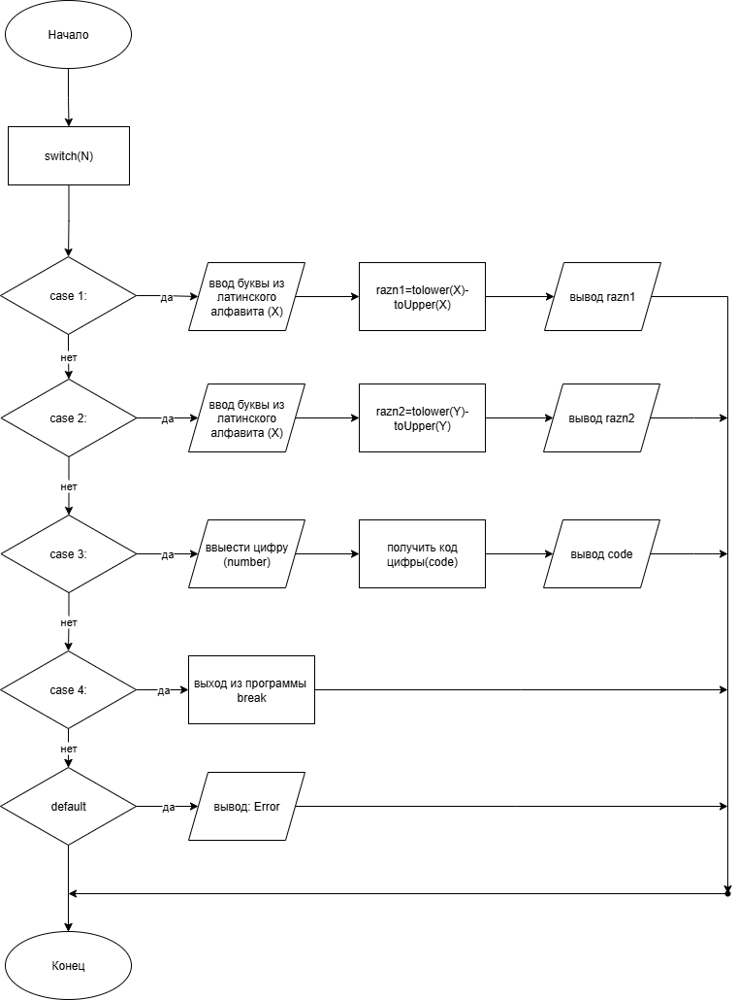 Начало
switch(N)
case 1:
да
ввод буквы из
латинского
алфавита (X)
razn1=tolower(X)-
toUpper(X)
вывод razn1
нет
case 2:
да
ввод буквы из
латинского
алфавита (X)
razn2=tolower(Y)-
toUpper(Y)
вывод razn2
нет
case 3:
да
ввыести цифру
(number)
получить код
цифры(code)
вывод code
нет
case 4:
да
выход из программы
break
нет
default
да
вывод: Error
Конец